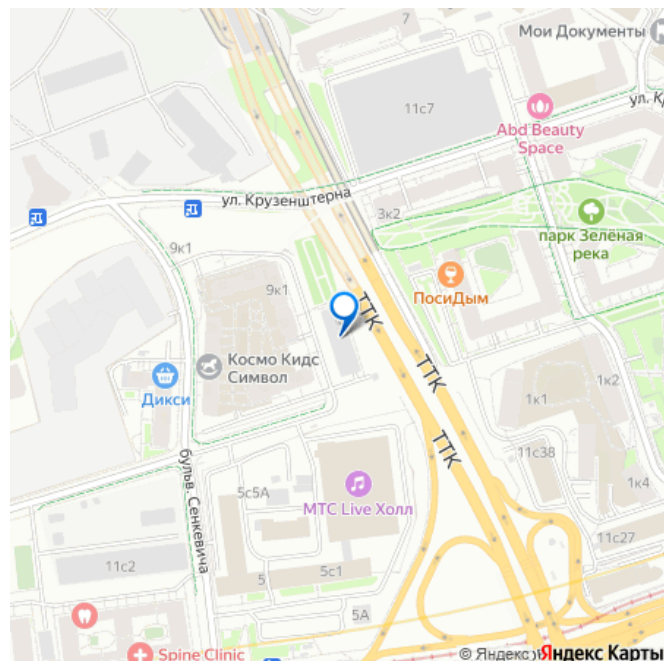 7
Мои Документы
11с7
ул. К
Abd Beauty
Space
ул. Крузенштерна
3к2
парк Зелёная
река
9к1
9к1
ПосиДым
ТТК
Космо Кидс
Символ
Дикси
ТТК
1к2
1к1
ТТК
11с38
бульв. Сенкевича
5с5А
МТС Live Холл
1к4
11с2
11с27
5
5с1
5А
Spine Clinic
© Яндекс
Яндекс Карты